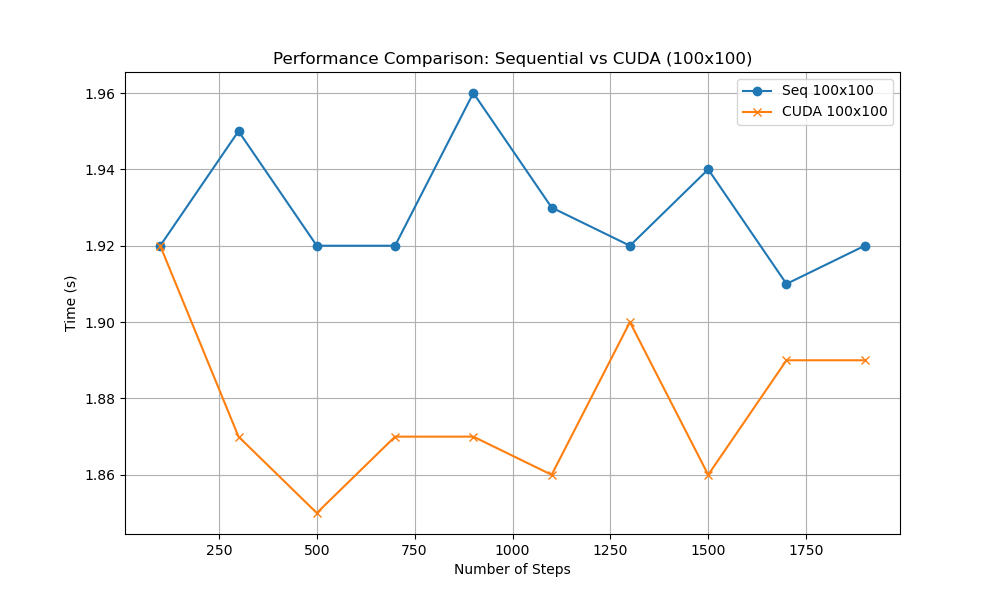 Performance Comparison: Sequential vs CUDA (100x100)
Seq 100x100
CUDA 100x100
Time (s)
1.96
1.94
1.92
1.90
1.88
1.86
250 500 750 1000 1250 1500 1750
Number of Steps